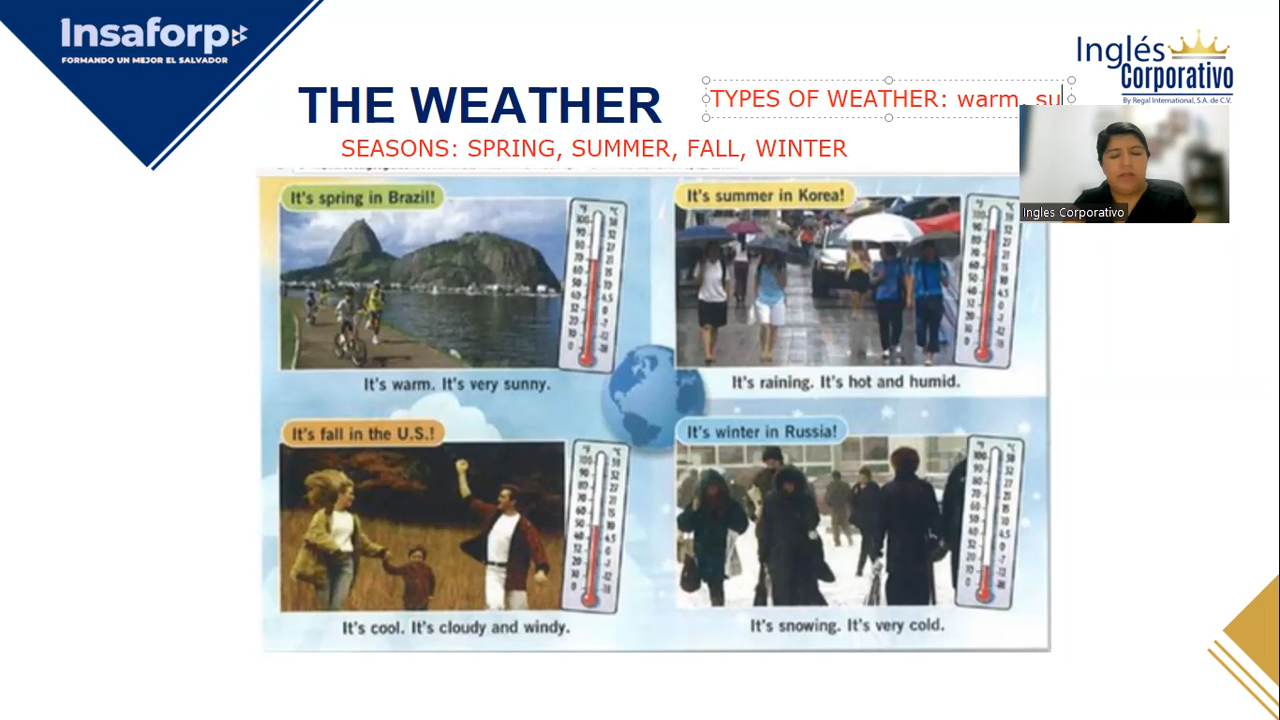 Insaforp
FORMANDO UN MEJOR EL SALVADOR
Inglés
Corporativo
By Regal International, S.A. de C.V.
THE WEATHER
TYPES OF WEATHER: warm, su
SEASONS: SPRING, SUMMER, FALL, WINTER
Ingles Corporativo
It's spring in Brazil!
It's warm. It's very sunny.
It's summer in Korea!
It's raining. It's hot and humid.
It's fall in the U.S.!
It's cool. It's cloudy and windy.
It's winter in Russia!
It's snowing. It's very cold.